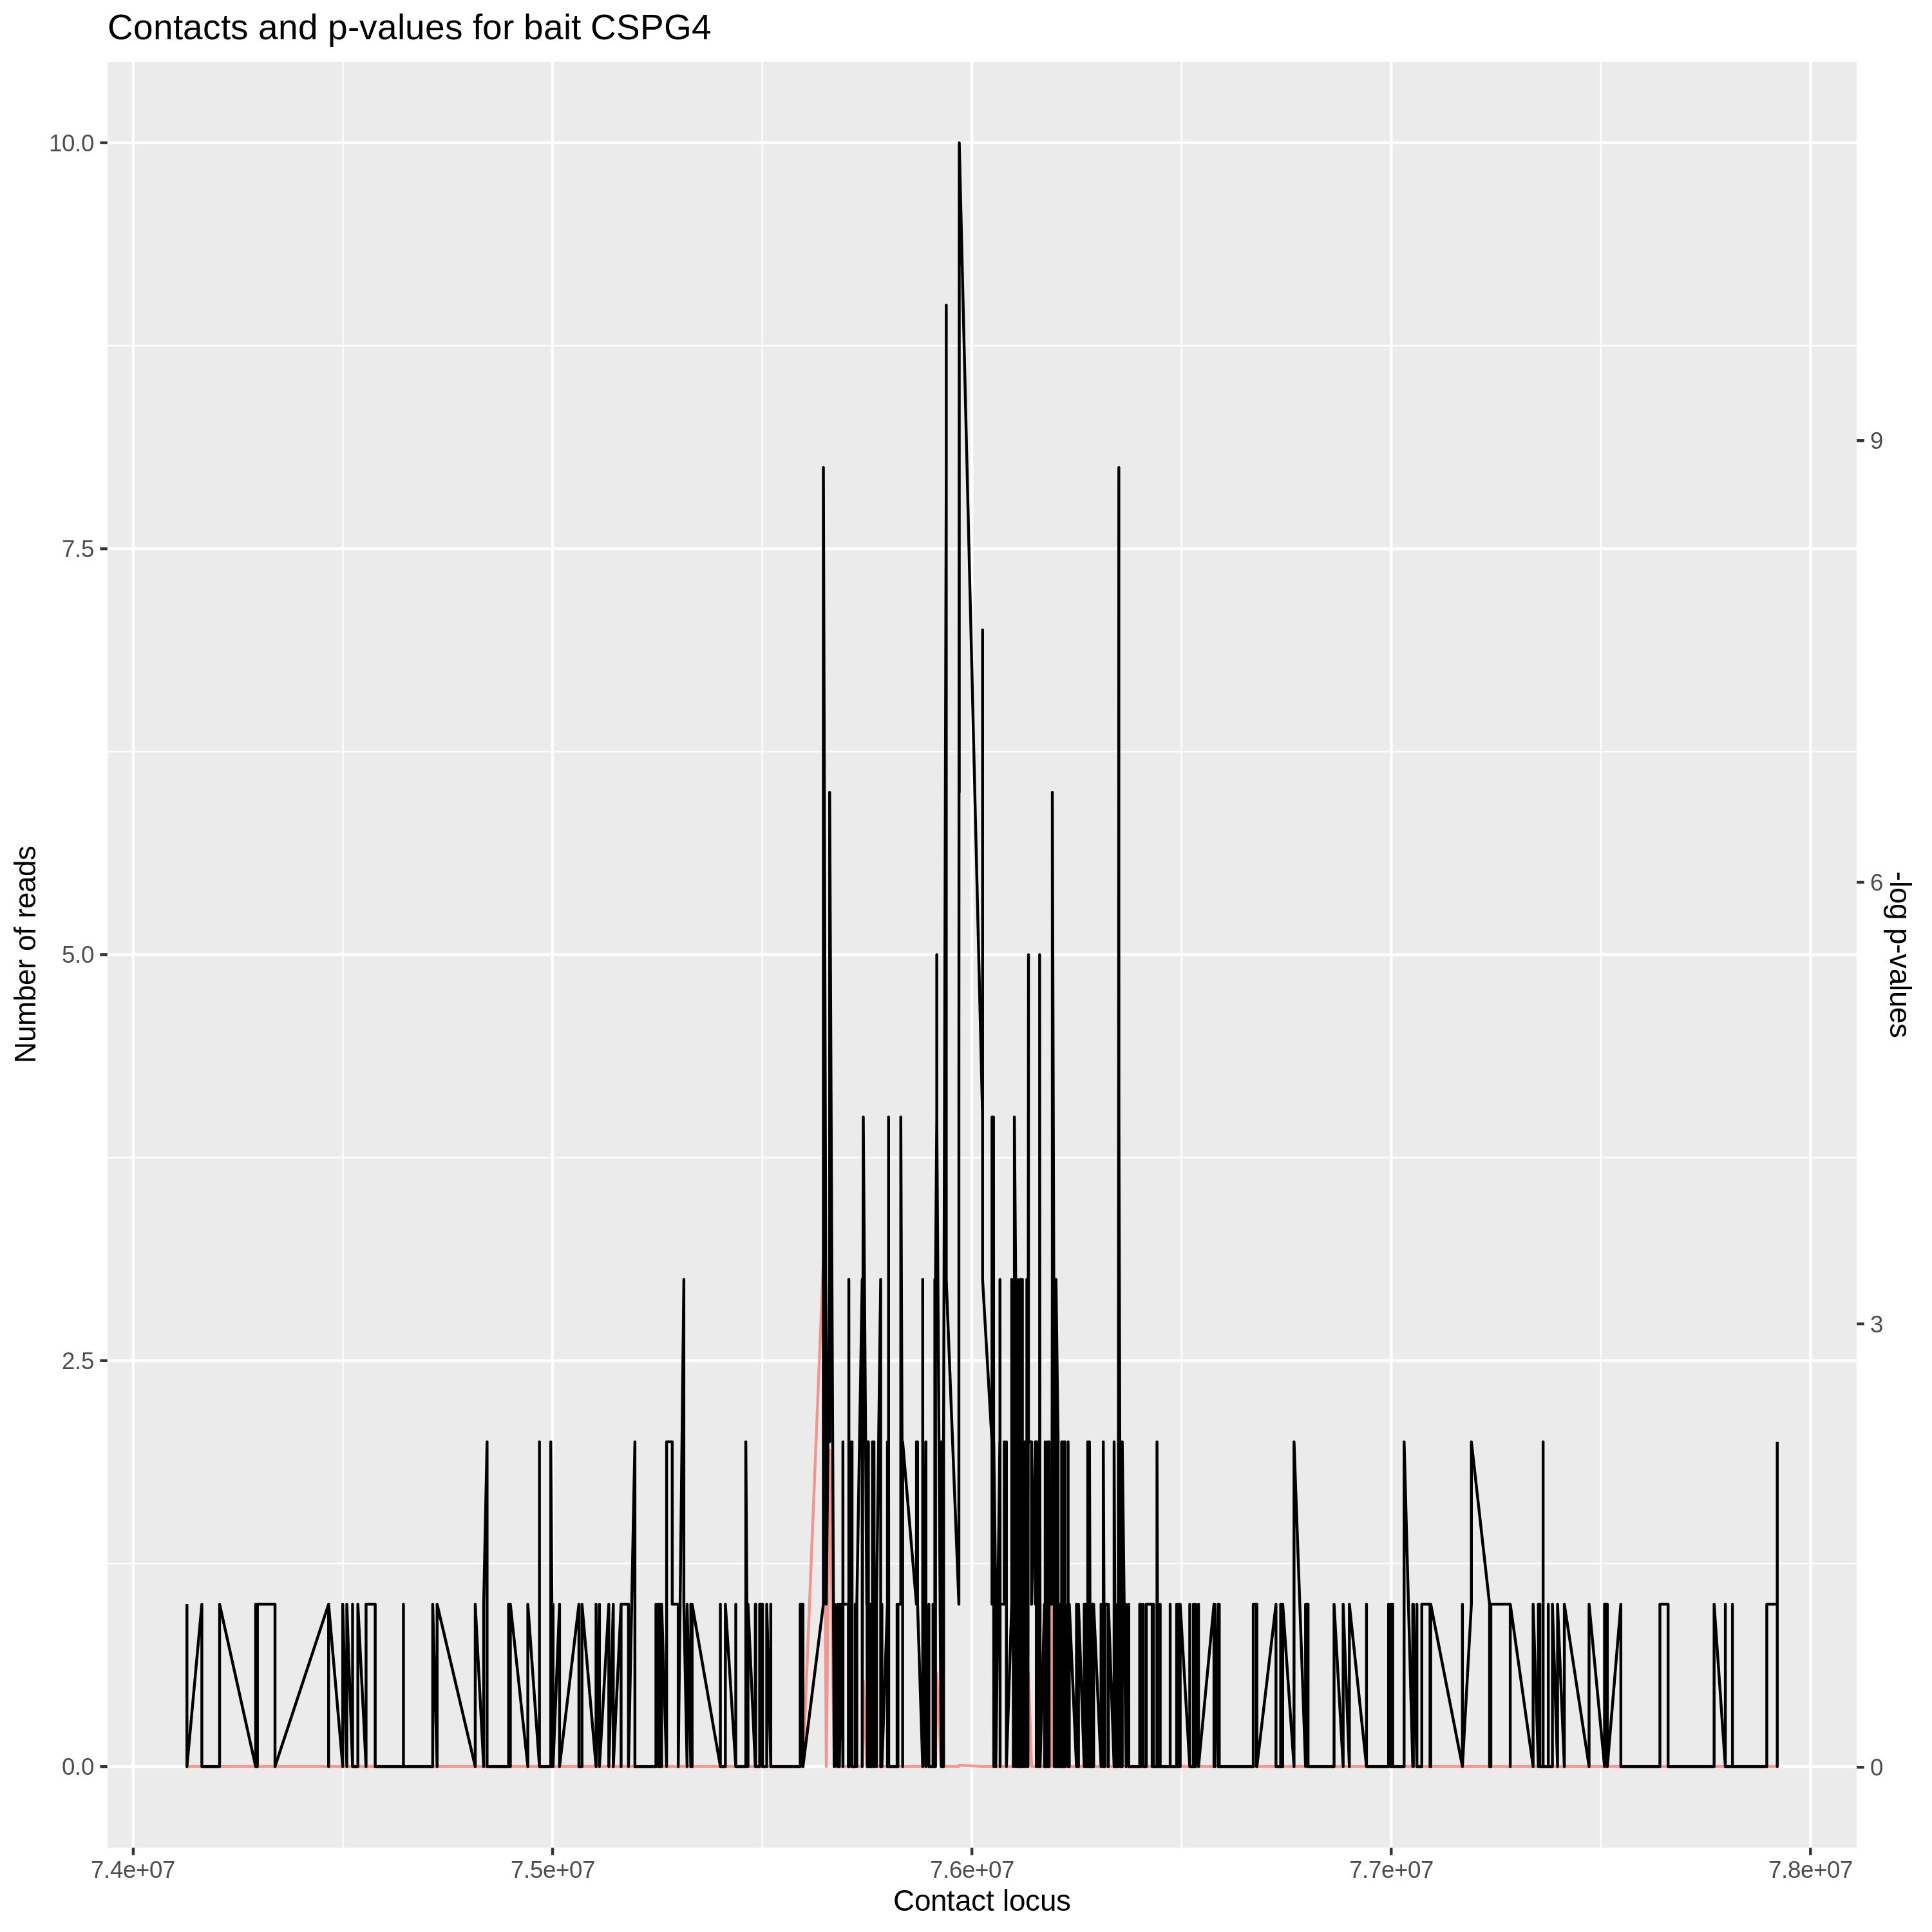 Contacts and p-values for bait CSPG4
10.0
7.5
5.0
2.5
0.0
Number of reads
9
6
3
0
-log p-values
7.4e+07 7.5e+07 7.6e+07 7.7e+07 7.8e+07
Contact locus